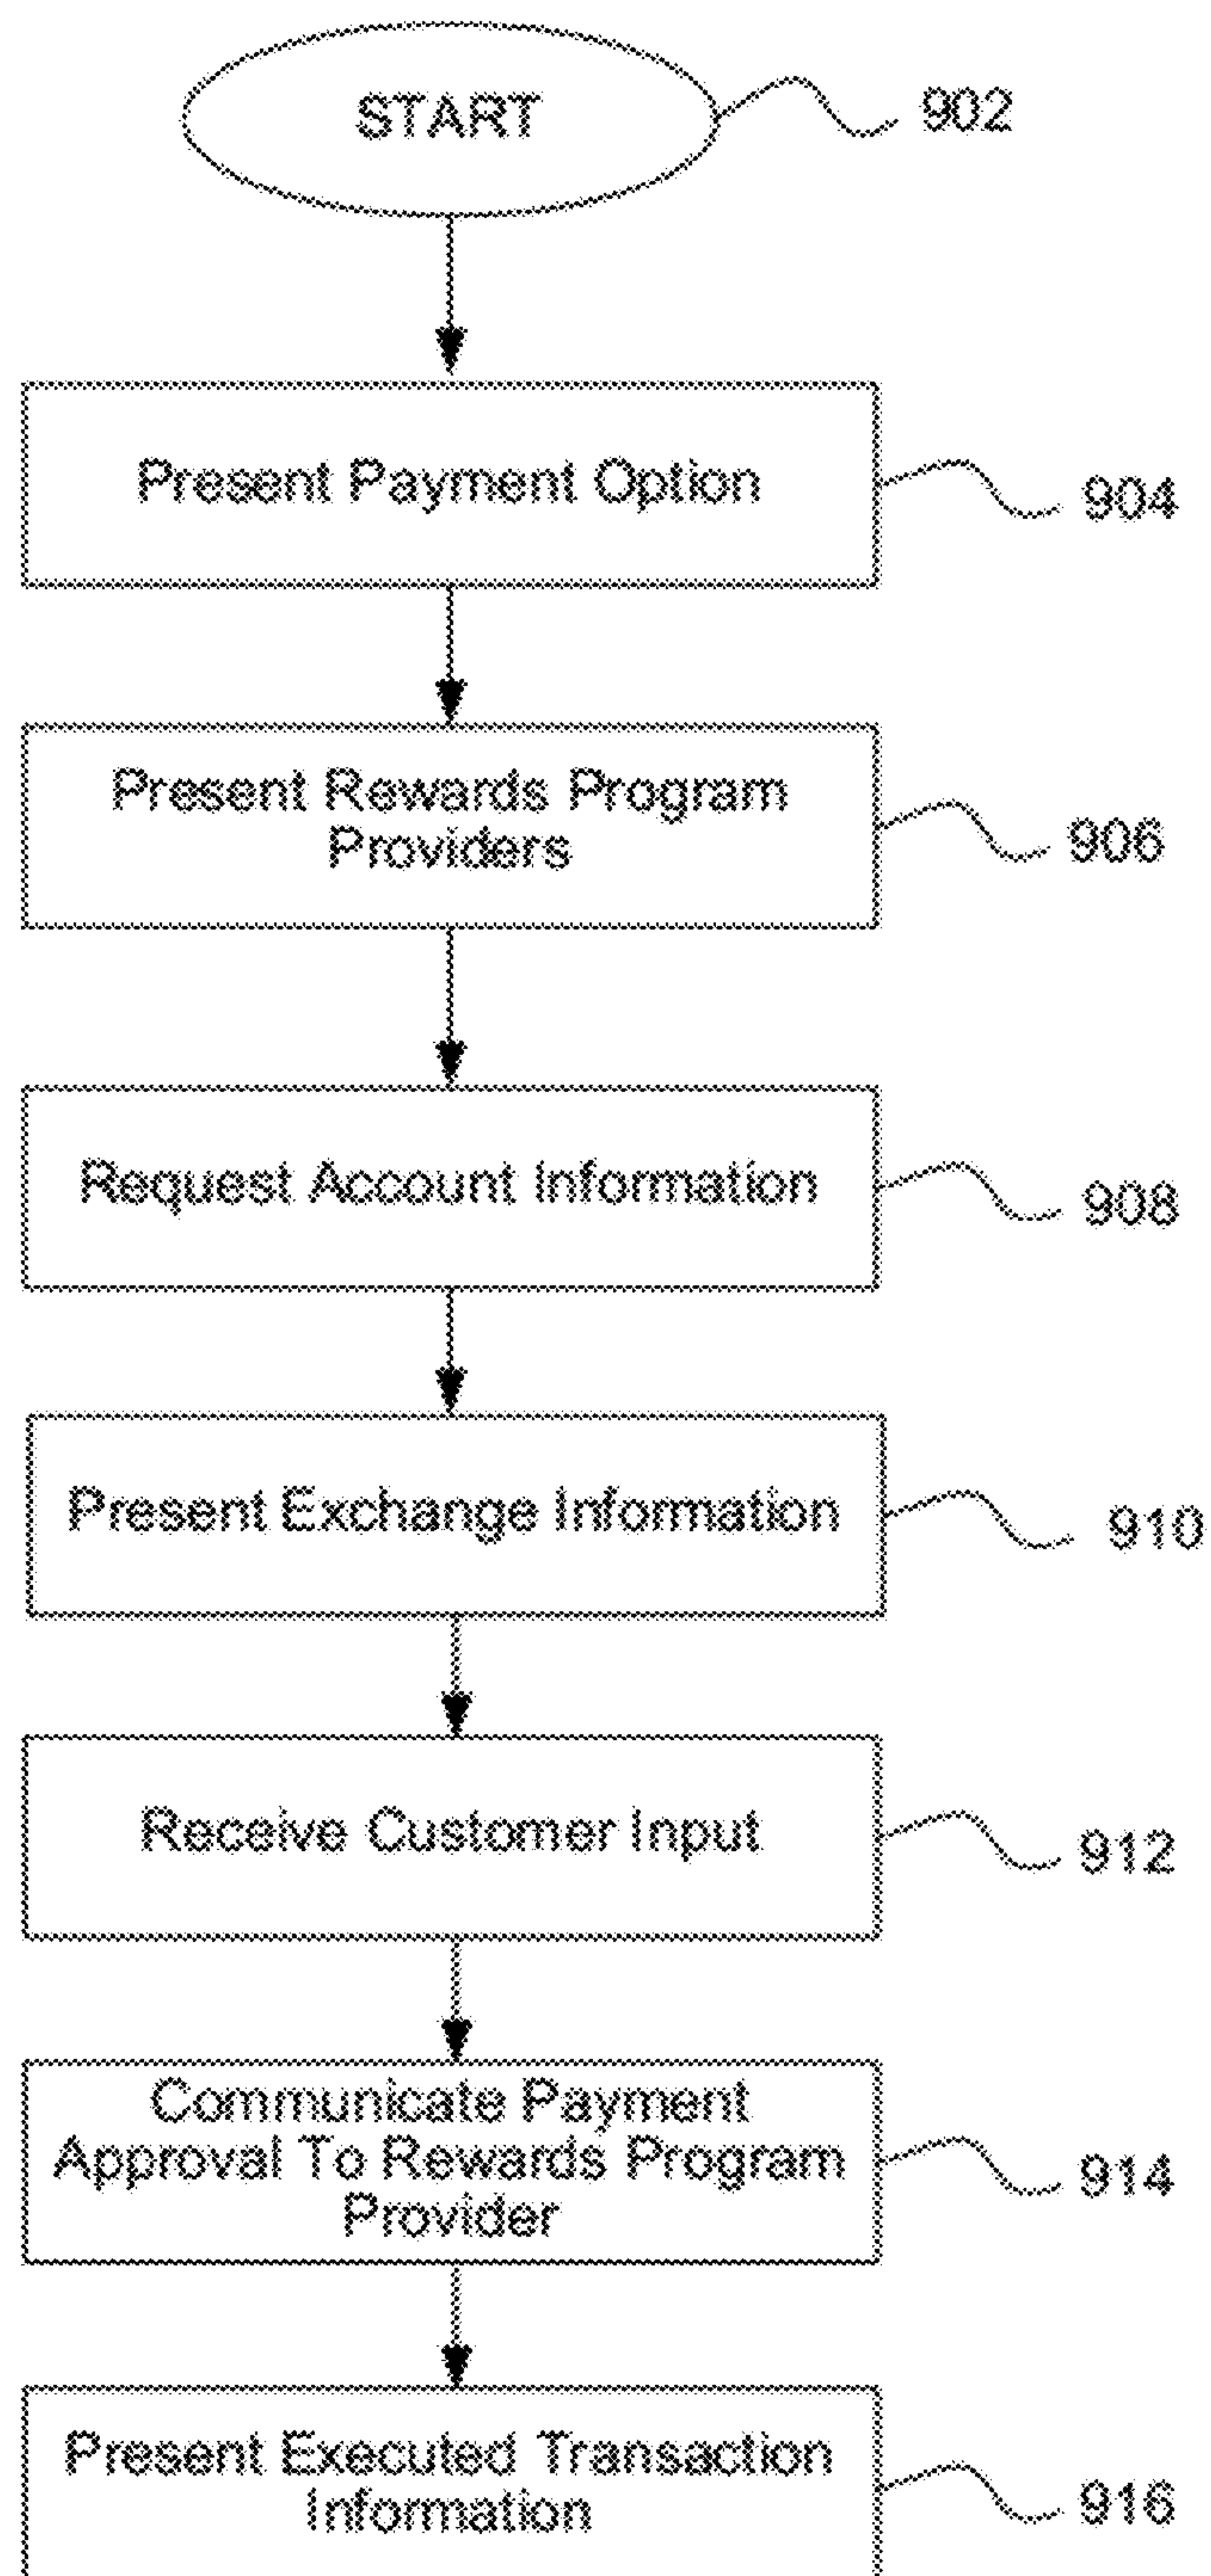 START
902
Present Payment Option
904
Present Rewards Program
Providers
906
Request Account Information
908
Present Exchange Information
910
Receive Customer Input
912
Communicate Payment
Approval To Rewards Program
Provider
914
Present Executed Transaction
Information
916